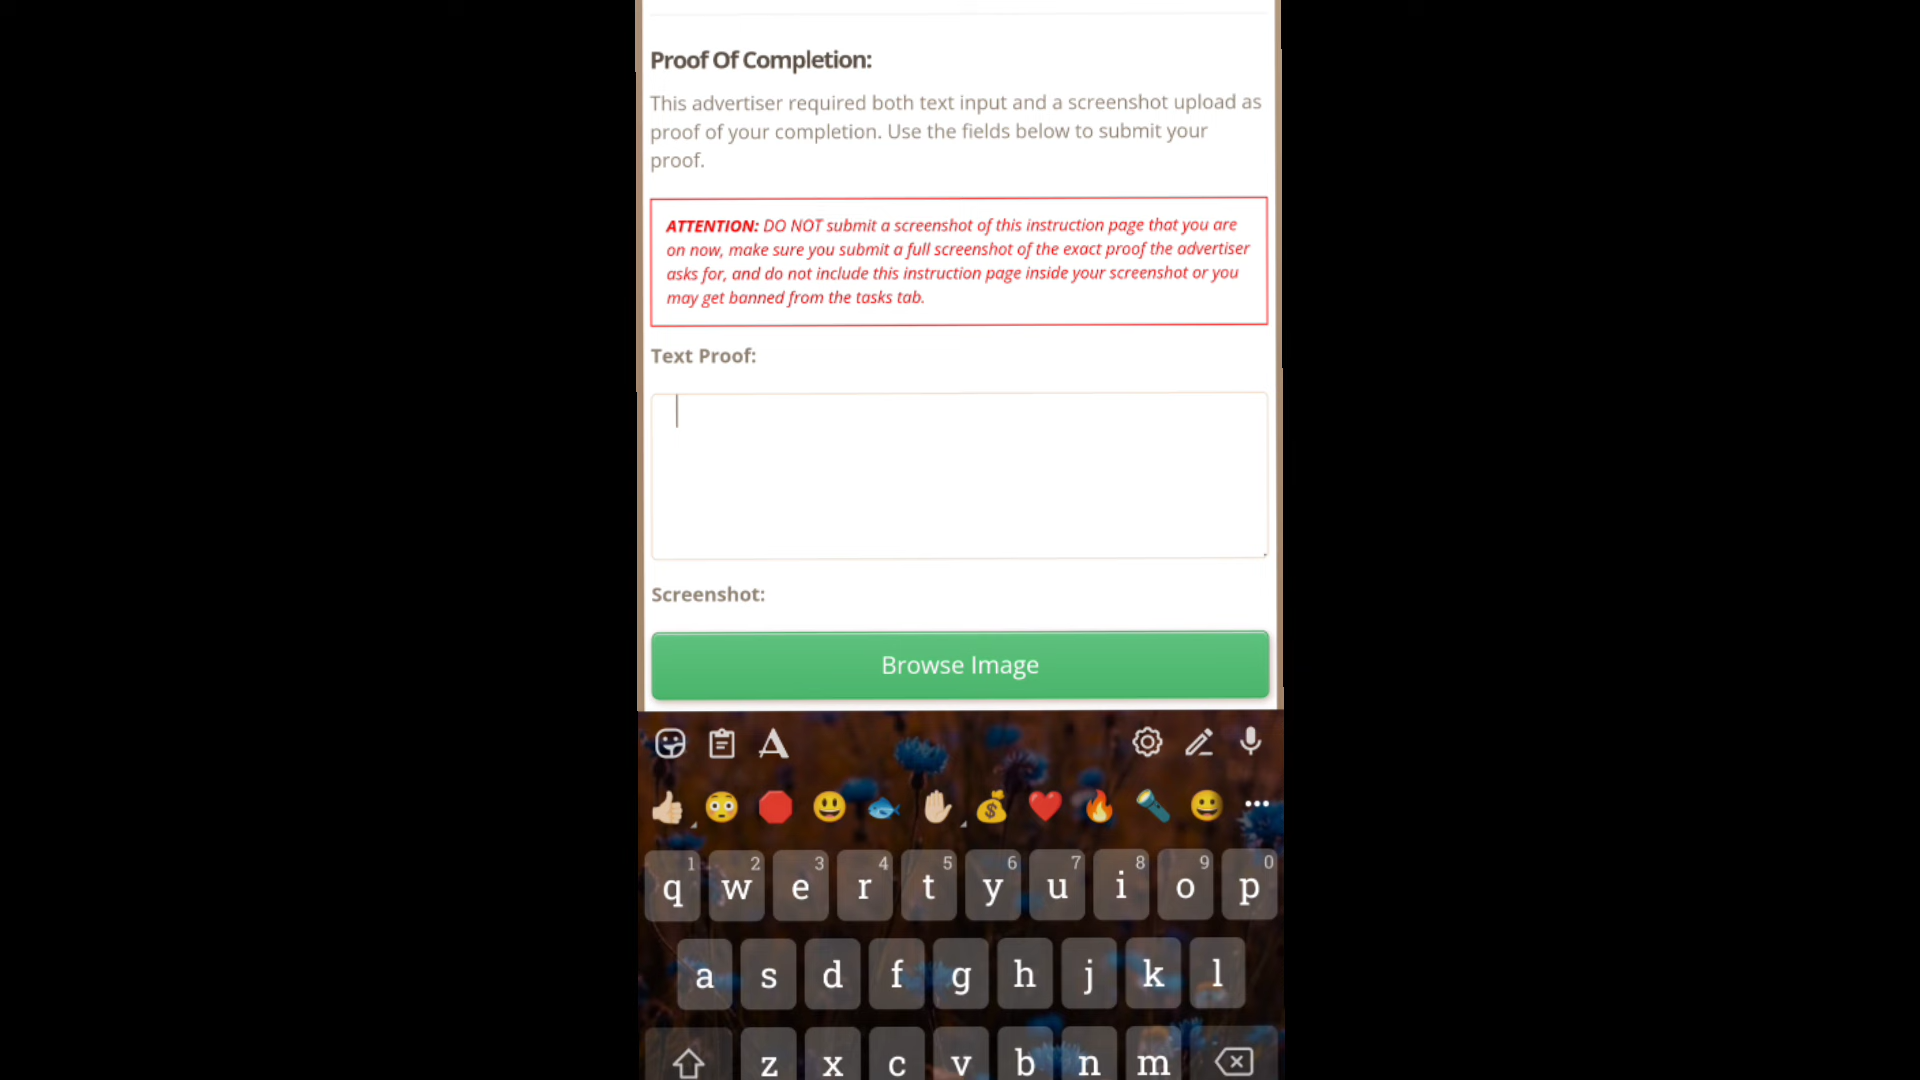 Proof Of Completion:
This advertiser required both text input and a screenshot upload as
proof of your completion. Use the fields below to submit your
proof.
ATTENTION: DO NOT submit a screenshot of this instruction page that you are
on now, make sure you submit a full screenshot of the exact proof the advertiser
asks for, and do not include this instruction page inside your screenshot or you
may get banned from the tasks tab.
Text Proof:
Screenshot:
Browse Image
1 2 3 4 5 6 7 8 9 0
q w e r t y u i o p
a s d f g h j k l
z x c v b n m